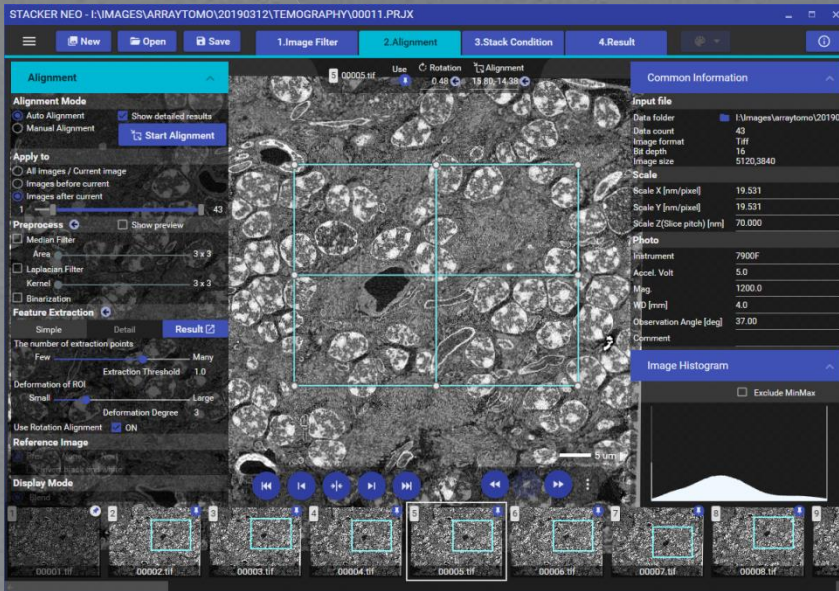 STACKER NEO - I:\IMAGES\ARRAYTOMO\20190312\TEMOGRAPHY\00011.PRJX
New
Open
Save
1.Image Filter
2.Alignment
3.Stack Condition
4.Result
Alignment
Alignment Mode
Auto Alignment
Show detailed results
Manual Alignment
Start Alignment
Apply to
All images / Current image
Images before current
Images after current
1
43
Preprocess
Show preview
Median Filter
Area
3 x 3
Laplacian Filter
Kernel
3 x 3
Binarization
Feature Extraction
Simple
Detail
Result
The number of extraction points
Few
Many
Extraction Threshold 1.0
Deformation of ROI
Small
Large
Deformation Degree 3
Use Rotation Alignment
ON
Reference Image
Display Mode
Blend
5 00005.tif
Use
Rotation
0.48
Alignment
15.80,-14.38
5 um
Common Information
Input file
Data folder I:\Images\arraytomo\20190
Data count 43
Image format Tiff
Bit depth 16
Image size 5120,3840
Scale
Scale X [nm/pixel] 19.531
Scale Y [nm/pixel] 19.531
Scale Z(Slice pitch) [nm] 70.000
Photo
Instrument 7900F
Accel. Volt 5.0
Mag. 1200.0
WD [mm] 4.0
Observation Angle [deg] 37.00
Comment
Image Histogram
Exclude MinMax
1
00001.tif
2
00002.tif
3
00003.tif
4
00004.tif
5
00005.tif
6
00006.tif
7
00007.tif
8
00008.tif
9